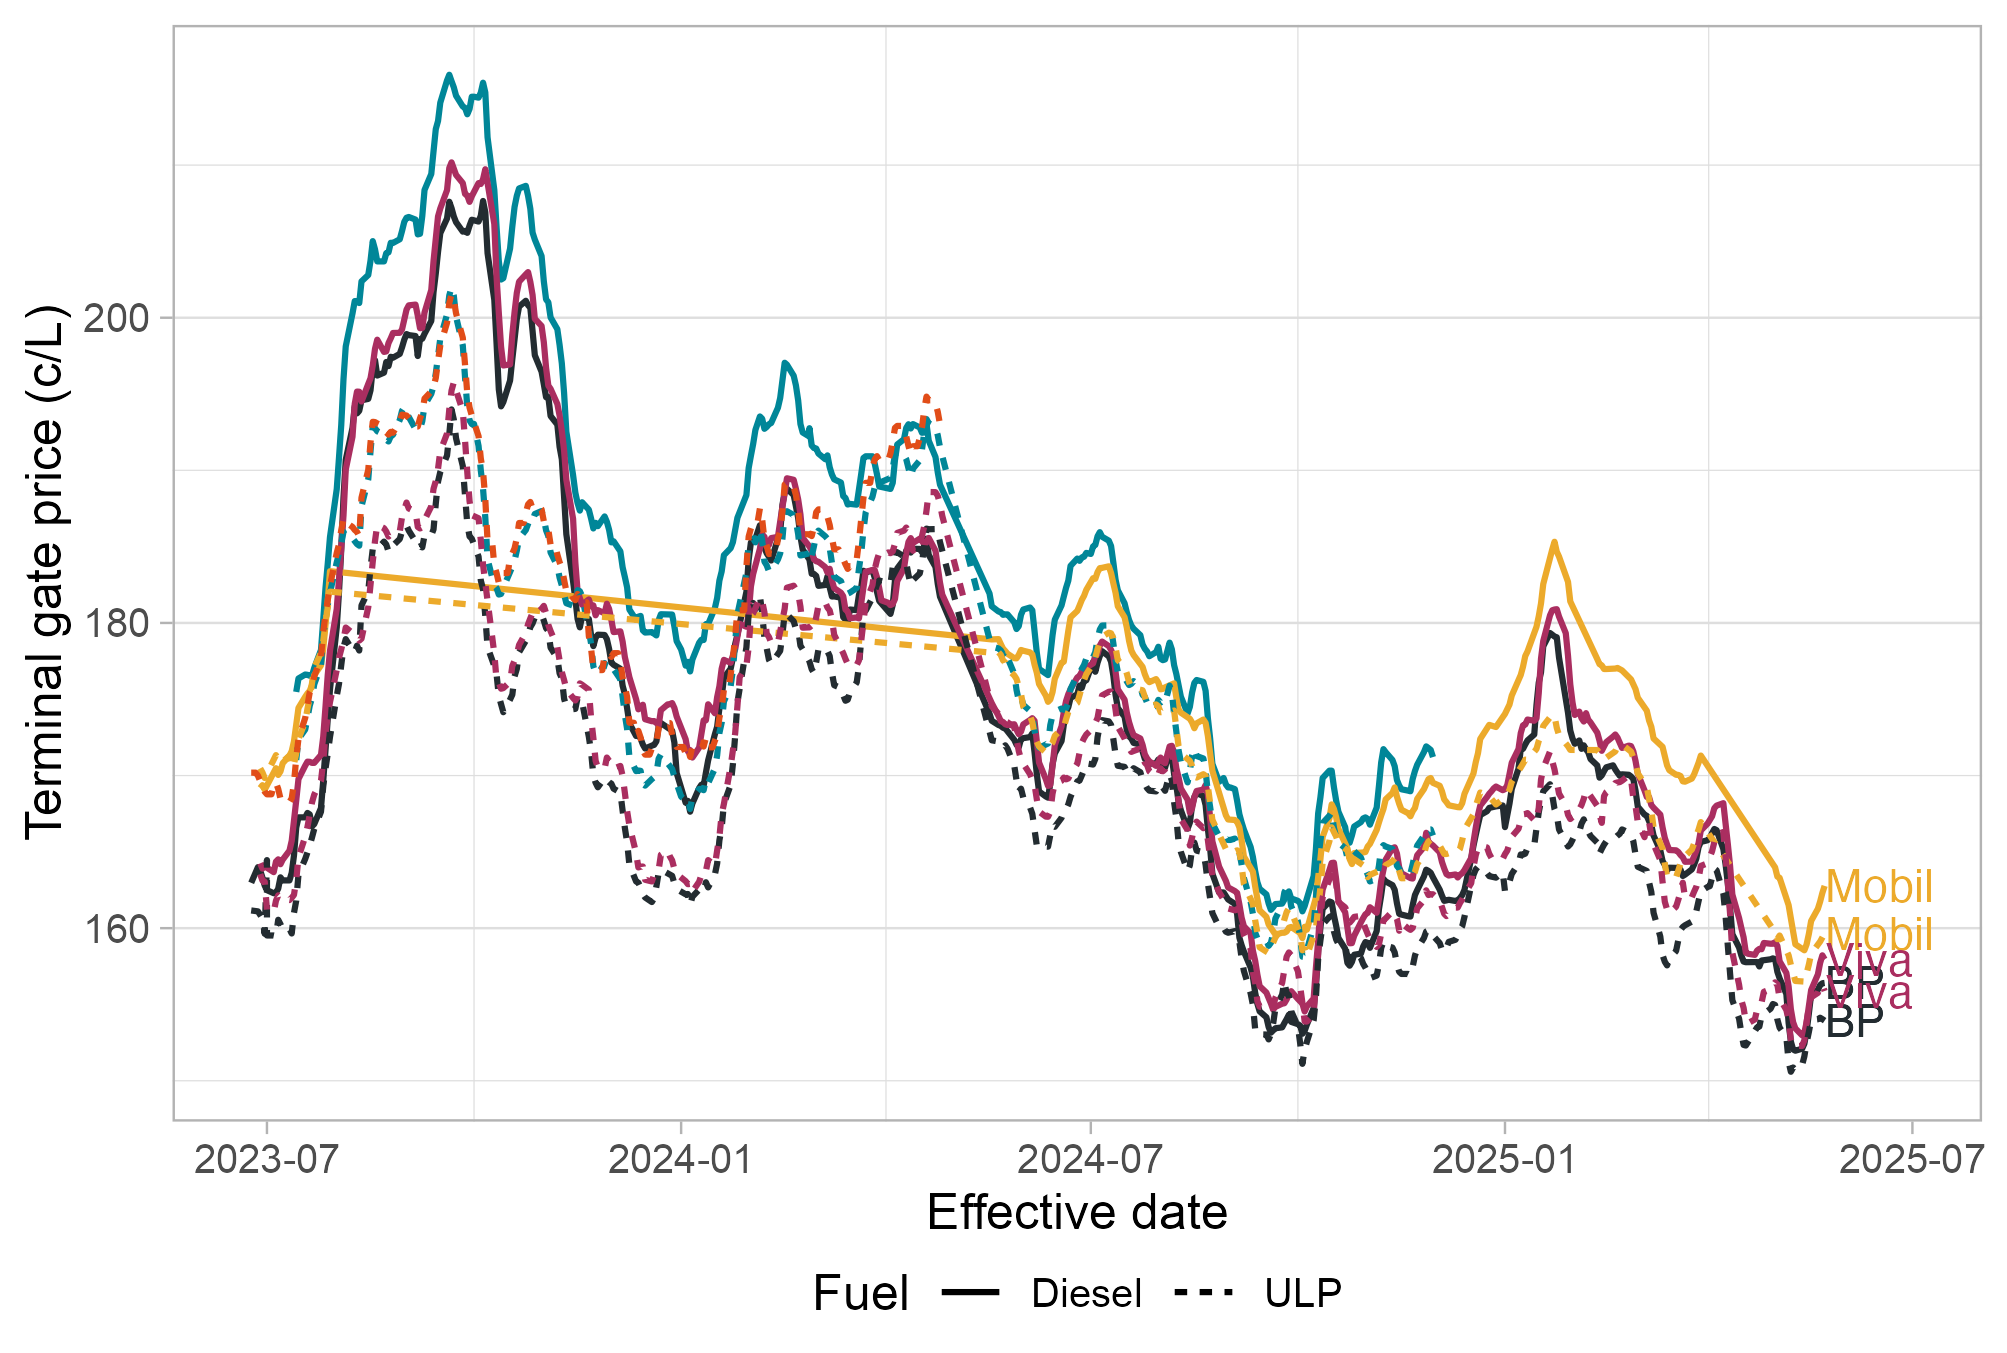 Terminal gate price (c/L)
200
180
160
Mobil
Mobil
Viva
BP
Viva
BP
2023-07
2024-01
2024-07
2025-01
2025-07
Effective date
Fuel Diesel ULP